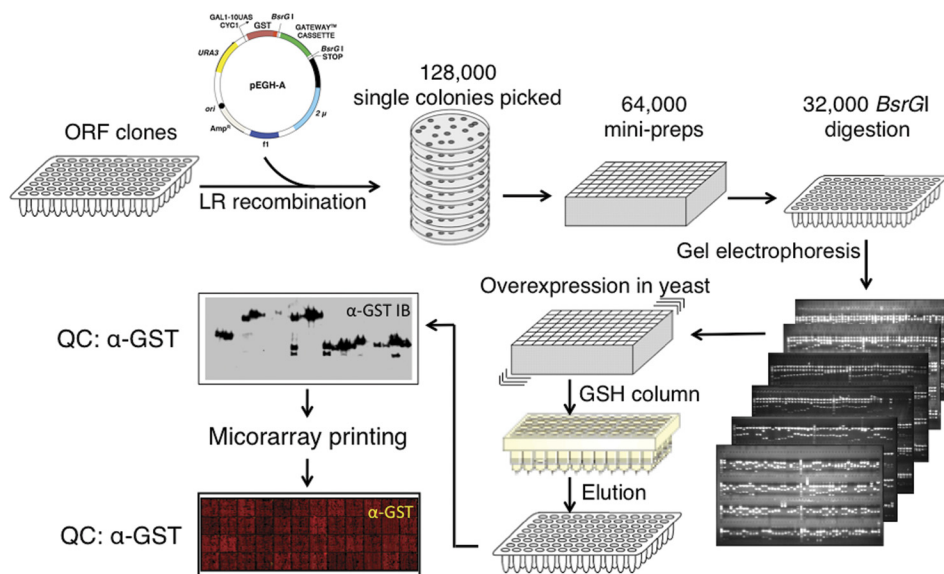 GAL1-10UAS
CYC1
GST
BsrG I
GATEWAY™
CASSETTE
BsrG I
STOP
URA3
pEGH-A
ori
Amp^R
f1
2 µ
ORF clones
LR recombination
128,000
single colonies picked
64,000
mini-preps
32,000 BsrGI
digestion
Gel electrophoresis
Overexpression in yeast
GSH column
Elution
QC: α-GST
α-GST IB
Micorarray printing
QC: α-GST
α-GST